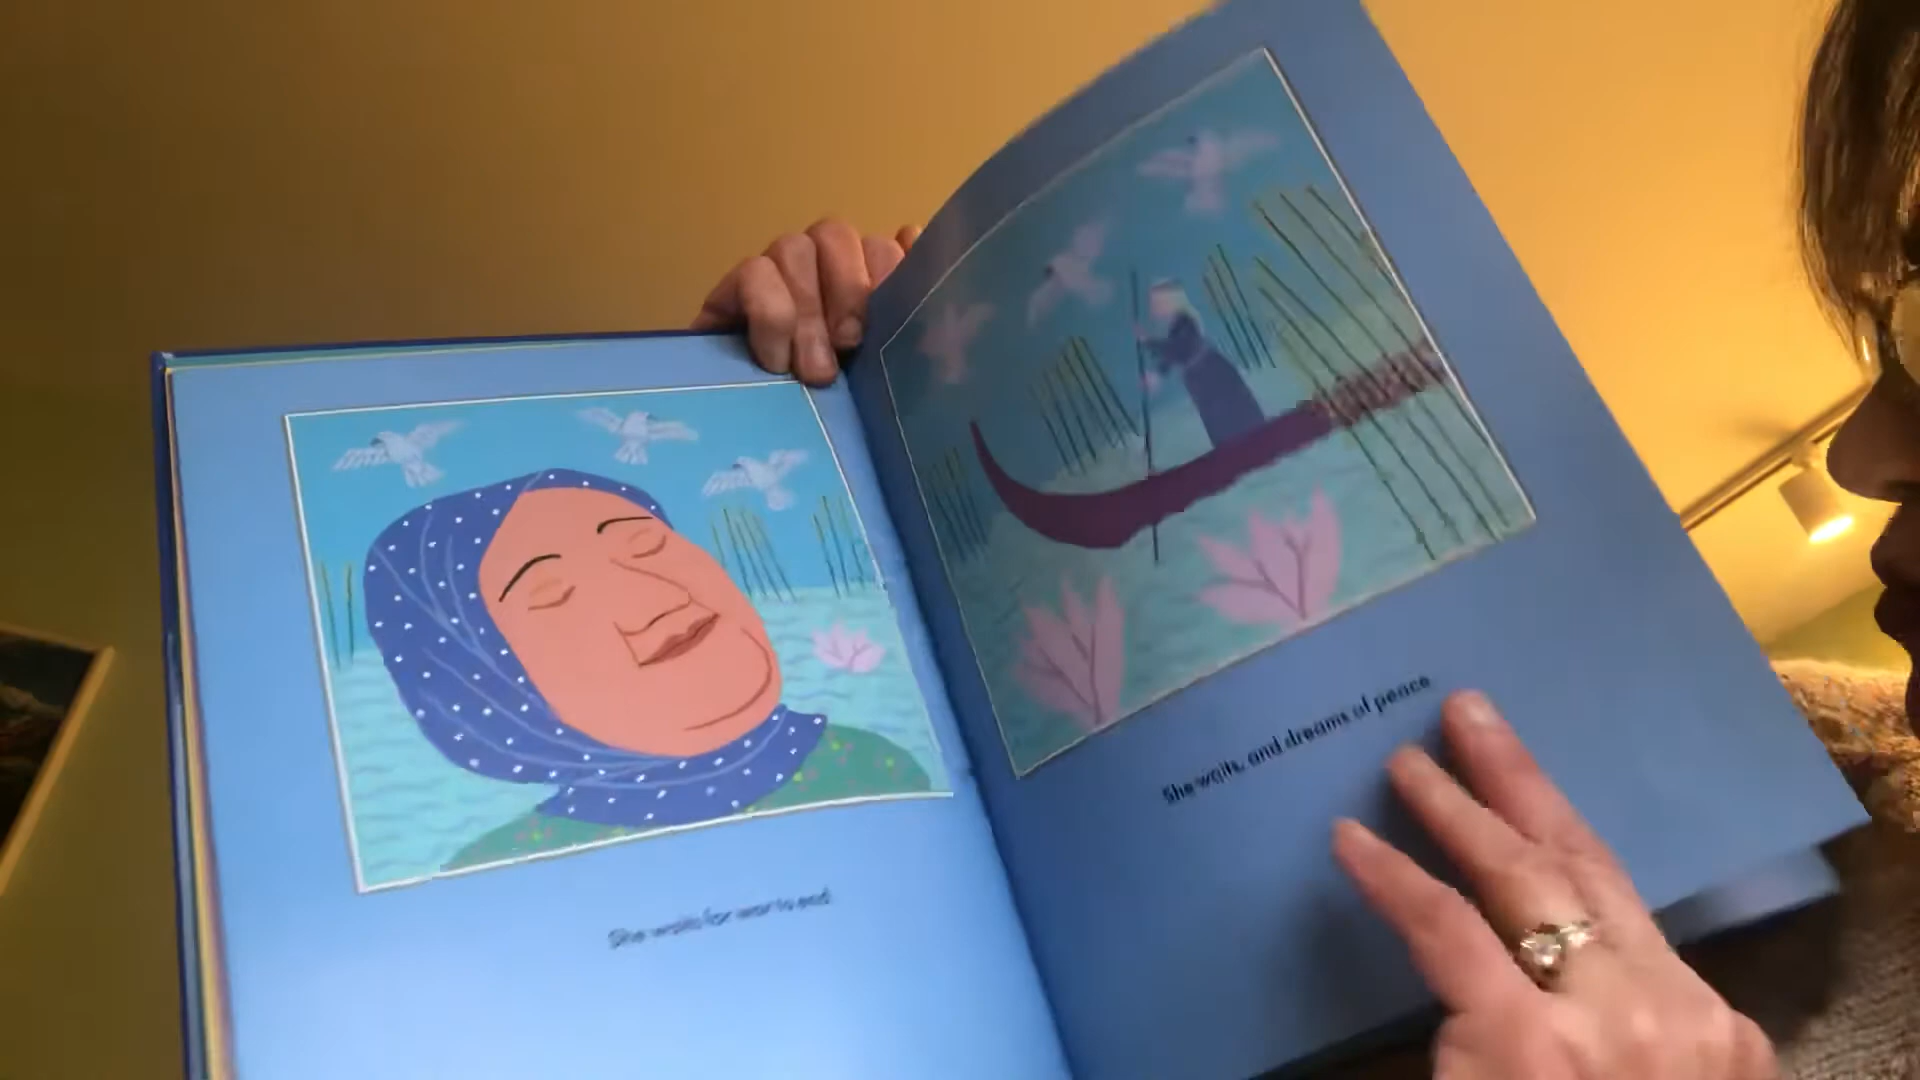 She waits for war to end.
She waits, and dreams of peace.